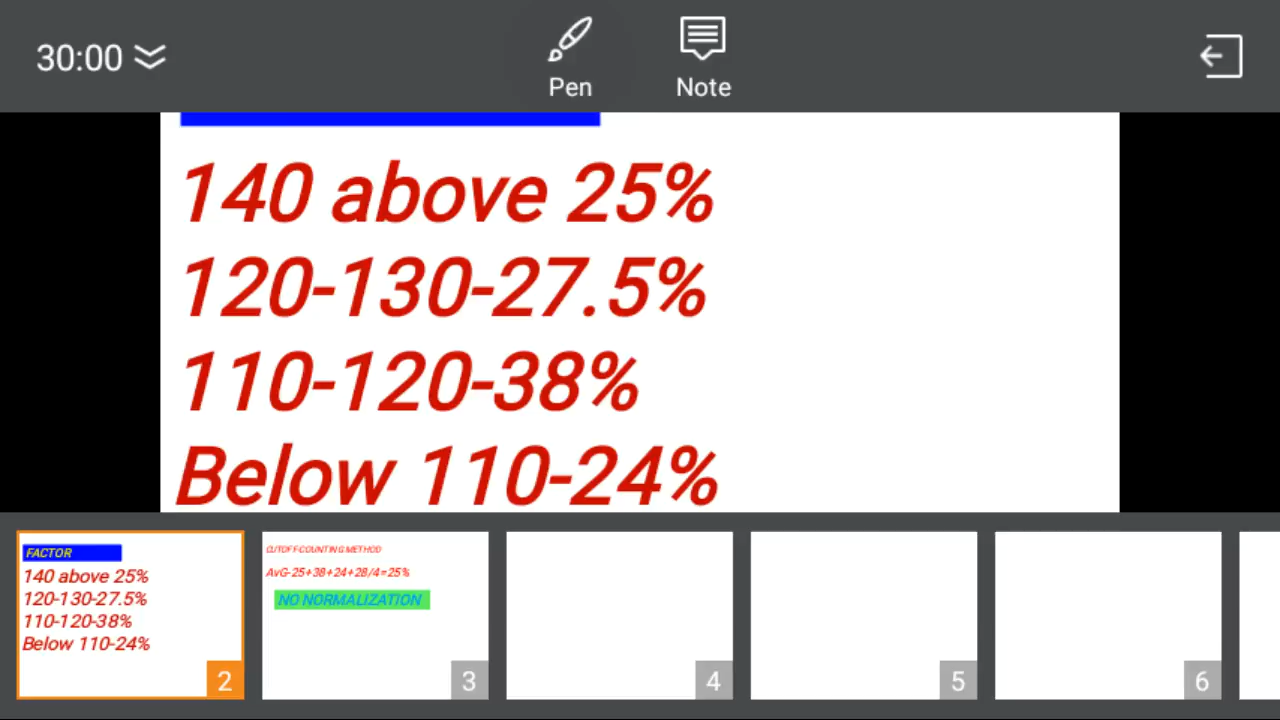 30:00
Pen
Note
140 above 25%
120-130-27.5%
110-120-38%
Below 110-24%
FACTOR
140 above 25%
120-130-27.5%
110-120-38%
Below 110-24%
2
CUTOFF COUNTING METHOD
AvG-25+38+24+28/4=25%
NO NORMALIZATION
3
4
5
6